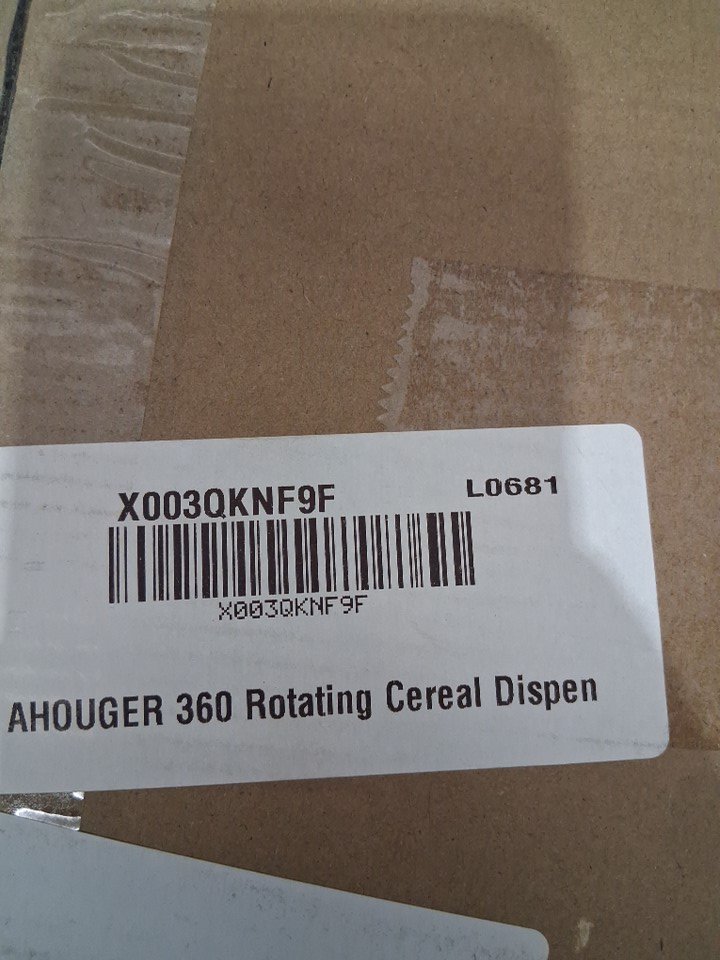 X003QKNF9F L0681
X003QKNF9F
AHOUGER 360 Rotating Cereal Dispen